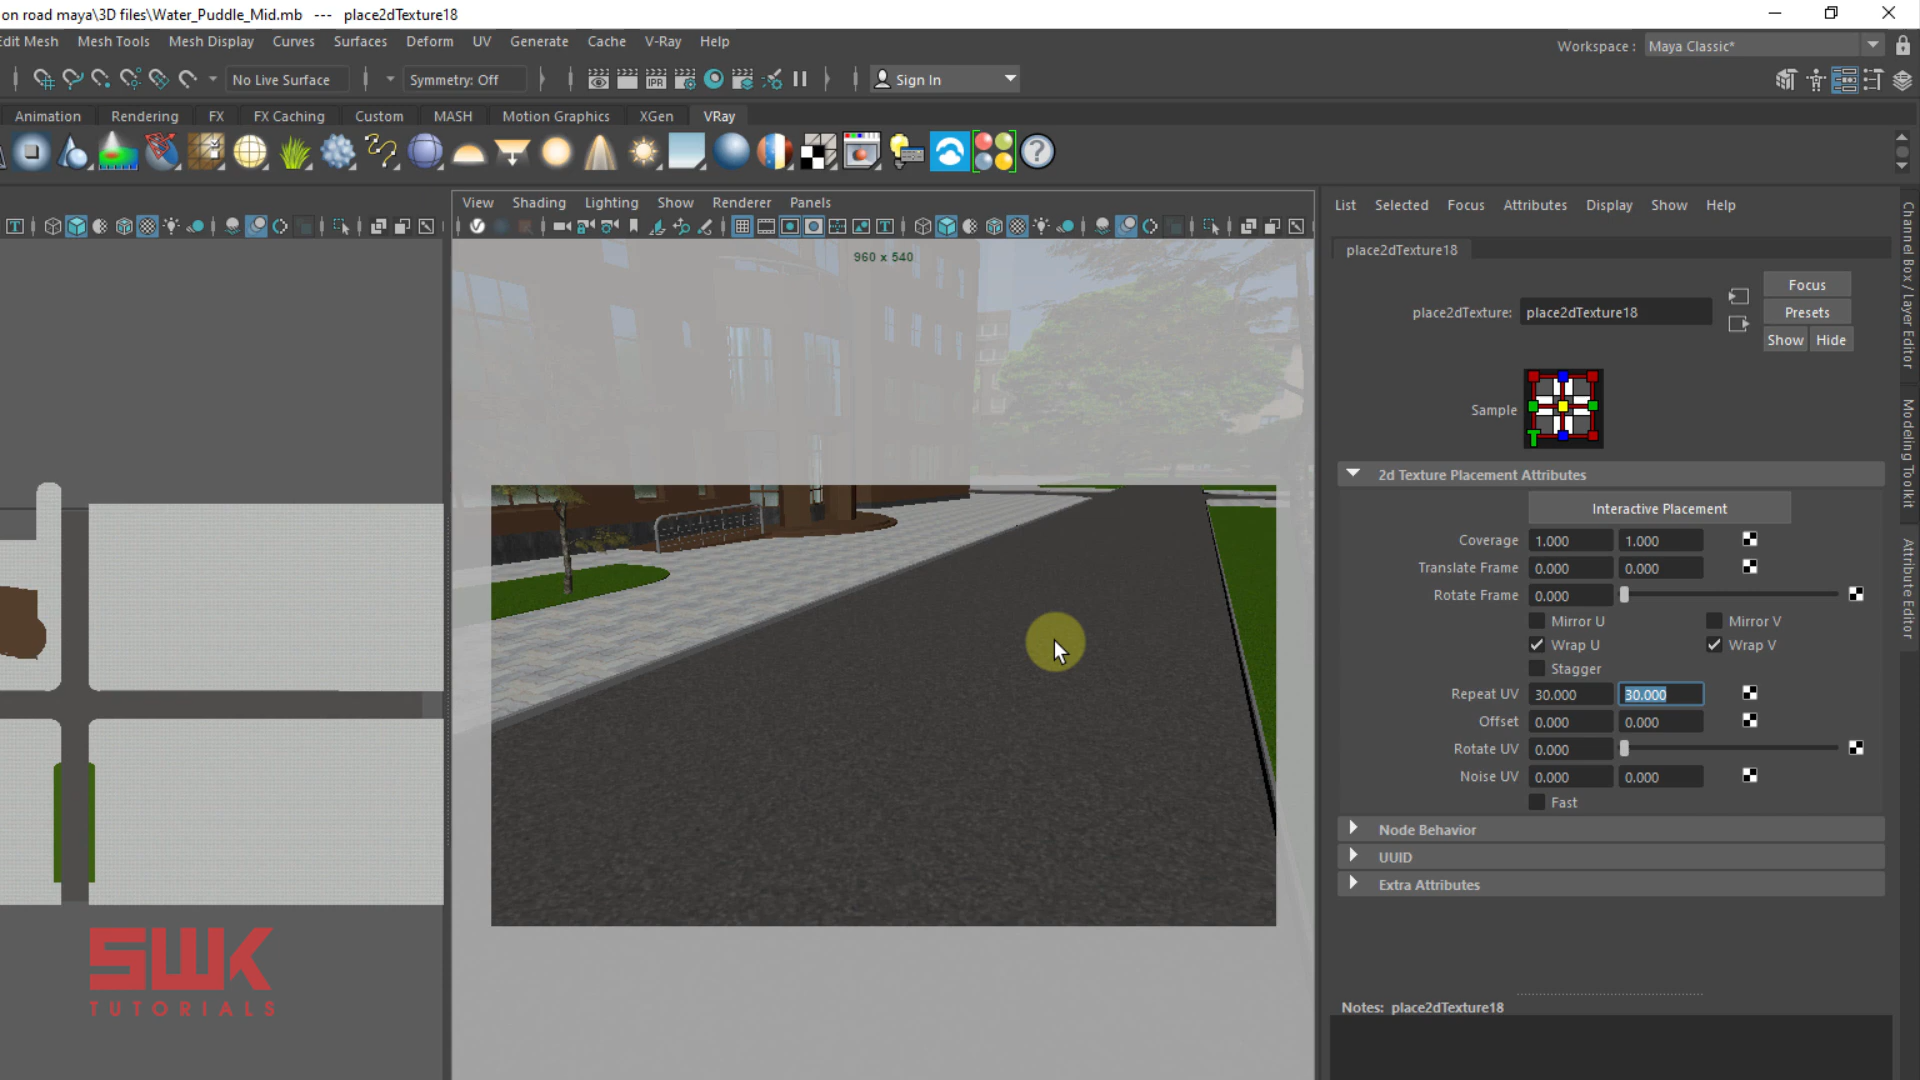 on road maya\3D files\Water_Puddle_Mid.mb --- place2dTexture18
Edit Mesh Mesh Tools Mesh Display Curves Surfaces Deform UV Generate Cache V-Ray Help
Workspace : Maya Classic*
No Live Surface Symmetry: Off IPR Sign In
Animation Rendering FX FX Caching Custom MASH Motion Graphics XGen VRay
View Shading Lighting Show Renderer Panels
960 x 540
List Selected Focus Attributes Display Show Help
place2dTexture18
Focus
place2dTexture: place2dTexture18
Presets
Show Hide
Sample
2d Texture Placement Attributes
Interactive Placement
Coverage 1.000 1.000
Translate Frame 0.000 0.000
Rotate Frame 0.000
Mirror U Mirror V
Wrap U Wrap V
Stagger
Repeat UV 30.000 30.000
Offset 0.000 0.000
Rotate UV 0.000
Noise UV 0.000 0.000
Fast
Node Behavior
UUID
Extra Attributes
Notes: place2dTexture18
Channel Box / Layer Editor
Modeling Toolkit
Attribute Editor
SWK
TUTORIALS